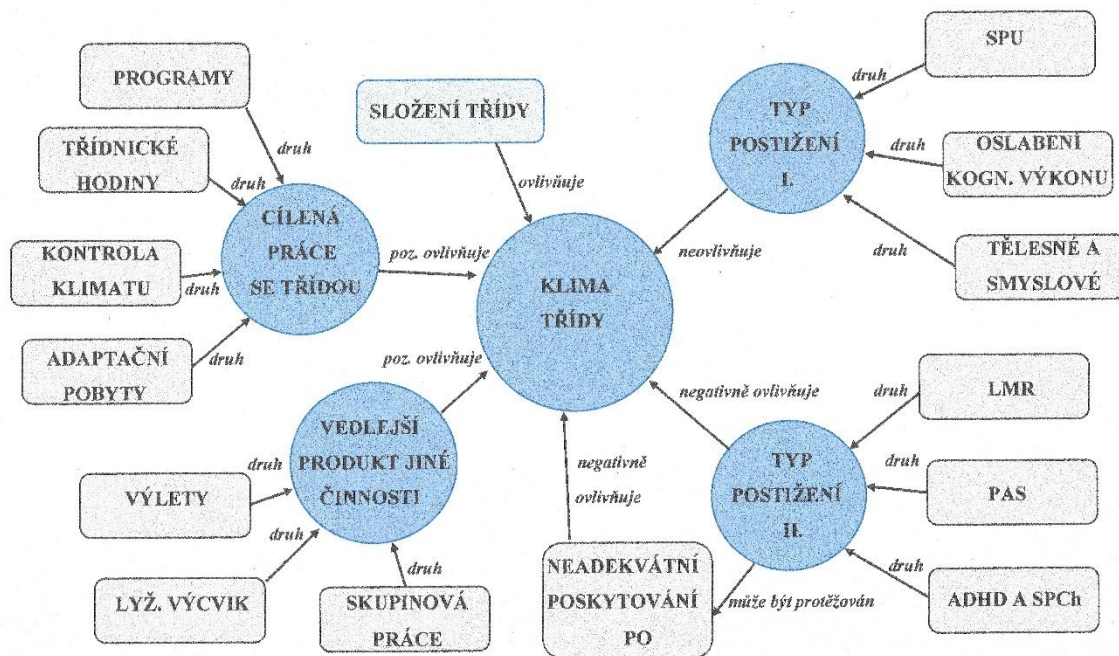 PROGRAMY
druh
TŘÍDNICKÉ
HODINY
druh
KONTROLA
KLIMATU
druh
ADAPTAČNÍ
POBYTY
druh
CÍLENÁ
PRÁCE
SE TŘÍDOU
poz. ovlivňuje
SLOŽENÍ TŘÍDY
ovlivňuje
KLIMA
TŘÍDY
SPU
druh
OSLABENÍ
KOGN. VÝKONU
druh
TĚLESNÉ A
SMYSLOVÉ
druh
TYP
POSTIŽENÍ
I.
neovlivňuje
poz. ovlivňuje
VEDLEJŠÍ
PRODUKT JINÉ
ČINNOSTI
druh
VÝLETY
druh
LYŽ. VÝCVIK
druh
SKUPINOVÁ
PRÁCE
negativně
ovlivňuje
NEADEKVÁTNÍ
POSKYTOVÁNÍ
PO
negativně ovlivňuje
TYP
POSTIŽENÍ
II.
může být protěžován
druh
LMR
druh
PAS
druh
ADHD A SPCh